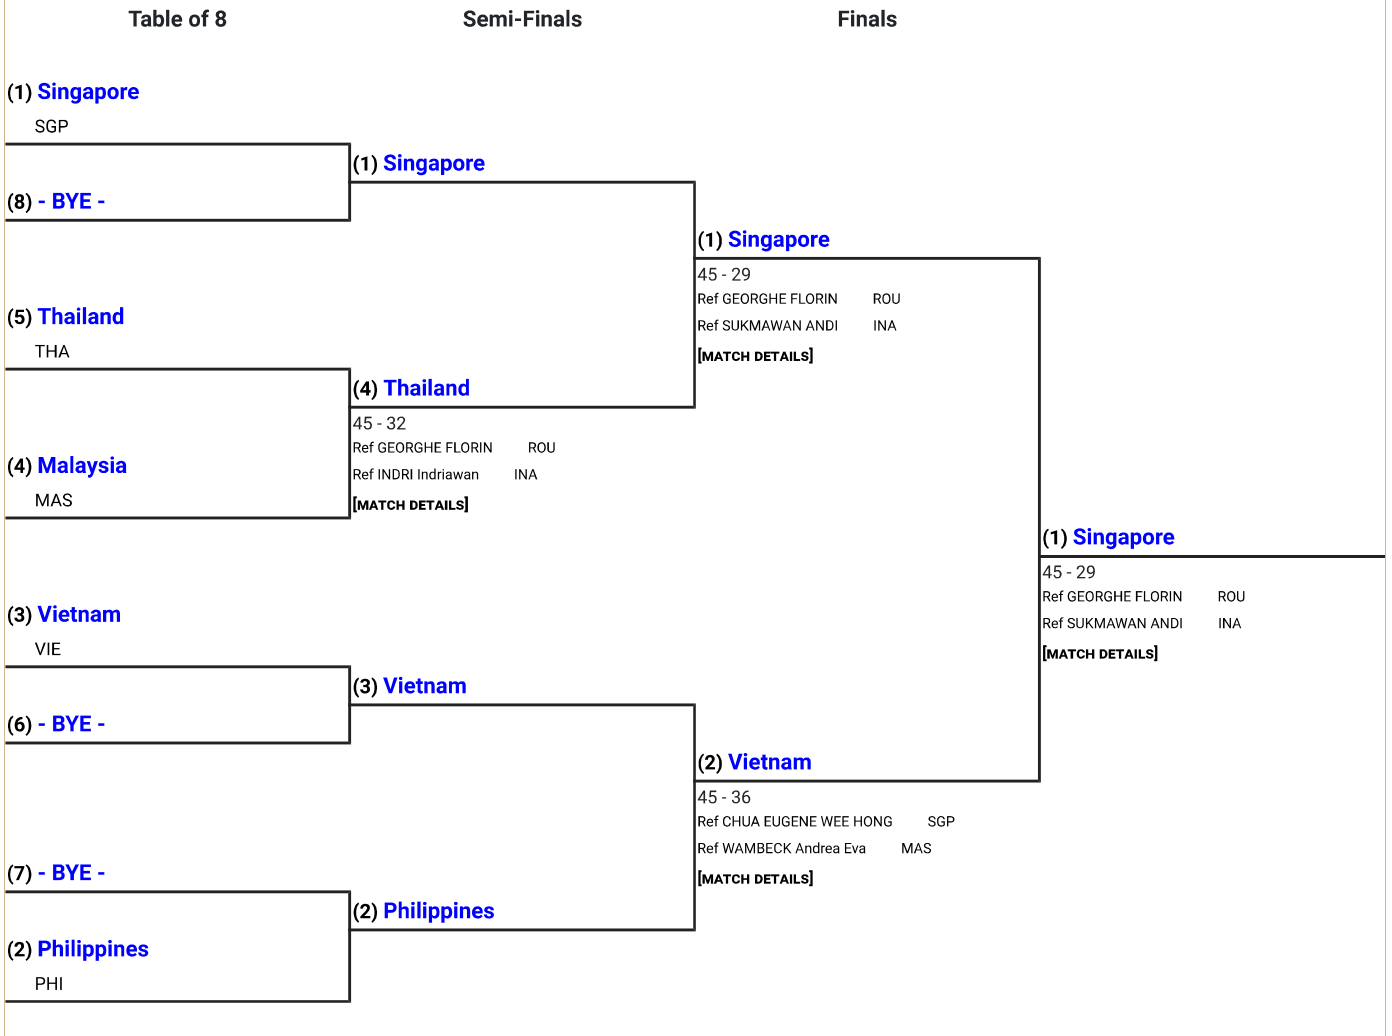 Table of 8
Semi-Finals
Finals
(1) Singapore
SGP
(1) Singapore
(8) - BYE -
(1) Singapore
45 - 29
Ref GEORGHE FLORIN ROU
Ref SUKMAWAN ANDI INA
[MATCH DETAILS]
(5) Thailand
THA
(4) Thailand
45 - 32
Ref GEORGHE FLORIN ROU
Ref INDRI Indriawan INA
[MATCH DETAILS]
(4) Malaysia
MAS
(1) Singapore
45 - 29
Ref GEORGHE FLORIN ROU
Ref SUKMAWAN ANDI INA
[MATCH DETAILS]
(3) Vietnam
VIE
(3) Vietnam
(6) - BYE -
(2) Vietnam
45 - 36
Ref CHUA EUGENE WEE HONG SGP
Ref WAMBECK Andrea Eva MAS
[MATCH DETAILS]
(7) - BYE -
(2) Philippines
(2) Philippines
PHI